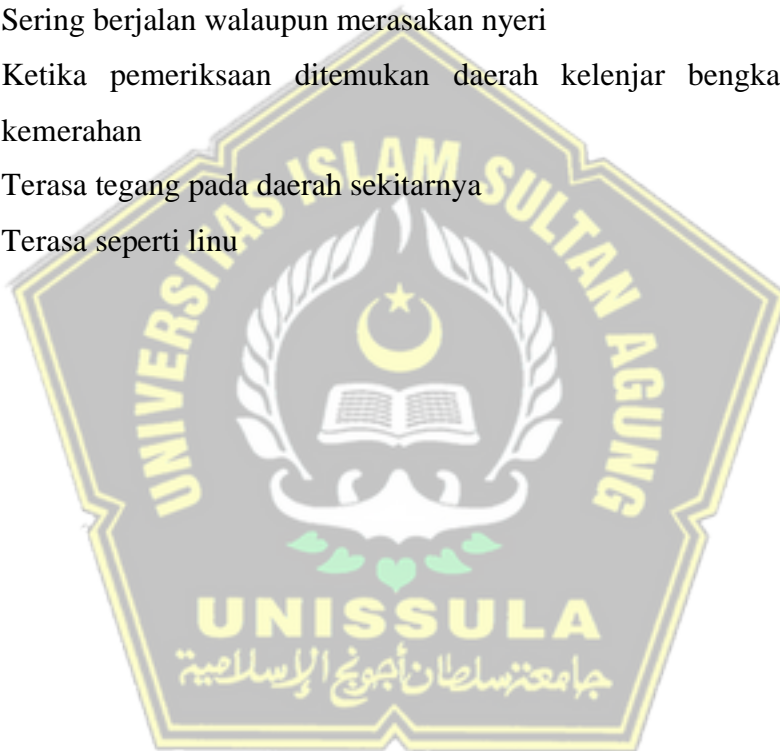 Sering berjalan walaupun merasakan nyeri
Ketika pemeriksaan ditemukan daerah kelenjar bengka
kemerahan
Terasa tegang pada daerah sekitarnya
Terasa seperti linu
UNIVERSITAS ISLAM SULTAN AGUNG
UNISSULA
جامعة سلطان أجونج الإسلامية